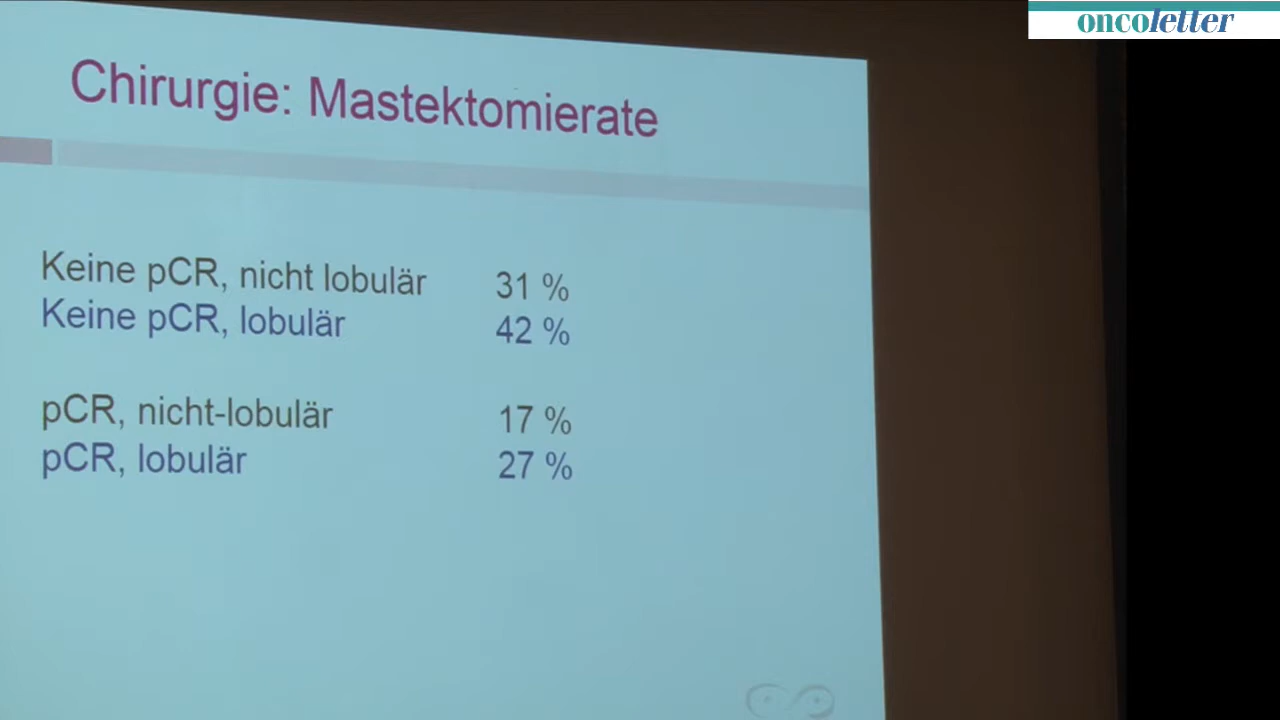 oncoletter
Chirurgie: Mastektomierate
Keine pCR, nicht lobulär 31 %
Keine pCR, lobulär 42 %
pCR, nicht-lobulär 17 %
pCR, lobulär 27 %